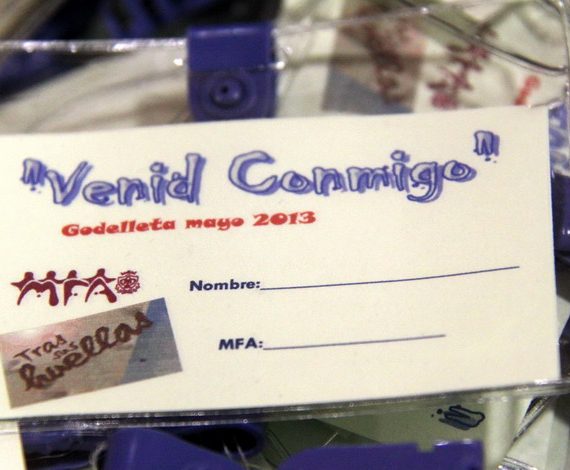 "Venid Conmigo"
Godelleta mayo 2013
MFA
Nombre:
MFA:
Tras sus huellas